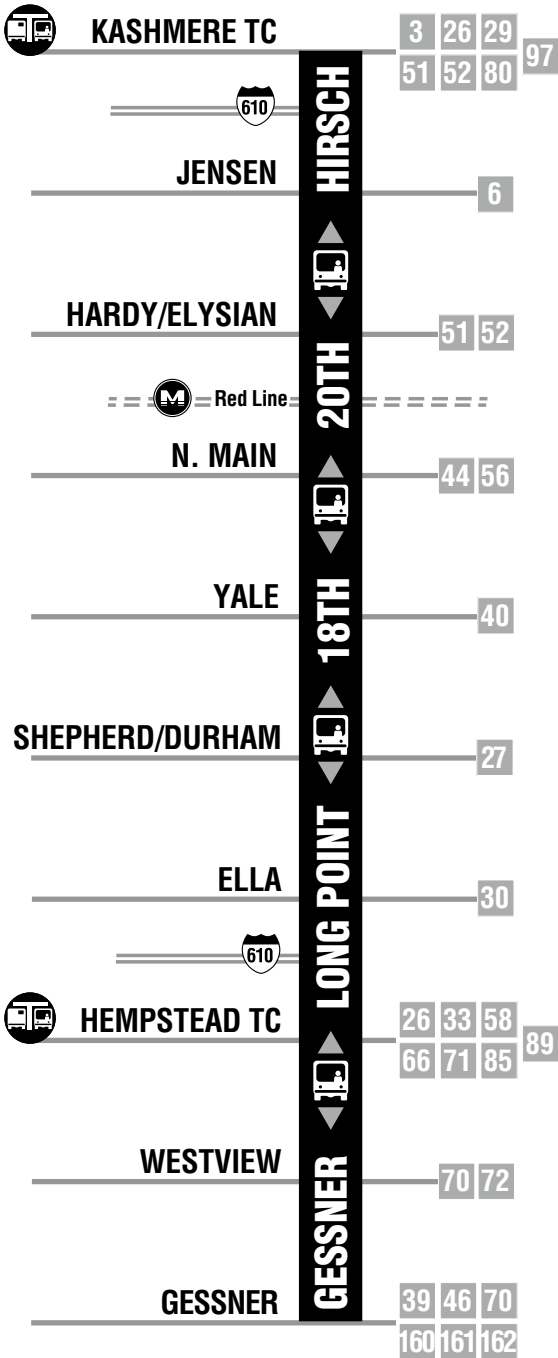 KASHMERE TC
3 26 29
97
51 52 80
610
HIRSCH
JENSEN
6
HARDY/ELYSIAN
51 52
20TH
M Red Line
N. MAIN
44 56
YALE
18TH
40
SHEPHERD/DURHAM
27
LONG POINT
ELLA
30
610
HEMPSTEAD TC
26 33 58
89
66 71 85
WESTVIEW
70 72
GESSNER
GESSNER
39 46 70
160 161 162